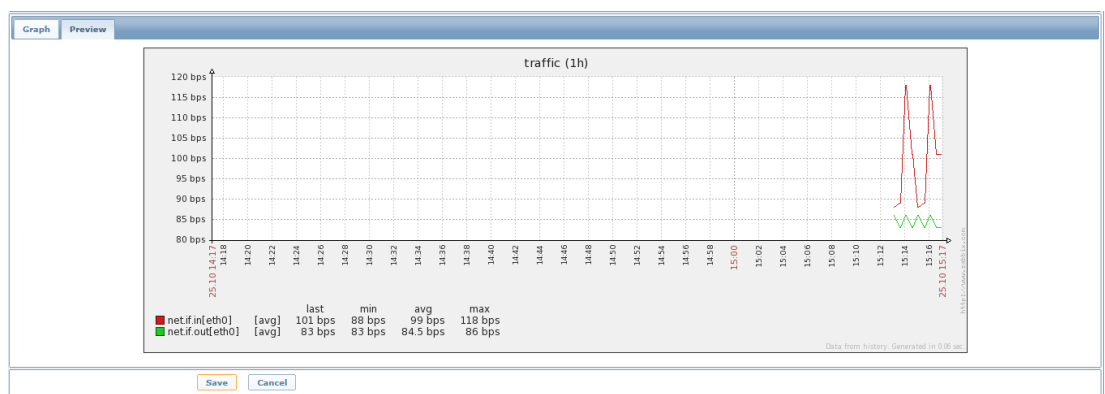 Graph Preview
traffic (1h)
120 bps
115 bps
110 bps
105 bps
100 bps
95 bps
90 bps
85 bps
80 bps
25.10 14:17 14:18 14:20 14:22 14:24 14:26 14:28 14:30 14:32 14:34 14:36 14:38 14:40 14:42 14:44 14:46 14:48 14:50 14:52 14:54 14:56 14:58 15:00 15:02 15:04 15:06 15:08 15:10 15:12 15:14 15:16 25.10 15:17
http://www.zabbix.com
last min avg max
net.if.in[eth0] [avg] 101 bps 88 bps 99 bps 118 bps
net.if.out[eth0] [avg] 83 bps 83 bps 84.5 bps 86 bps
Data from history. Generated in 0.06 sec
Save Cancel